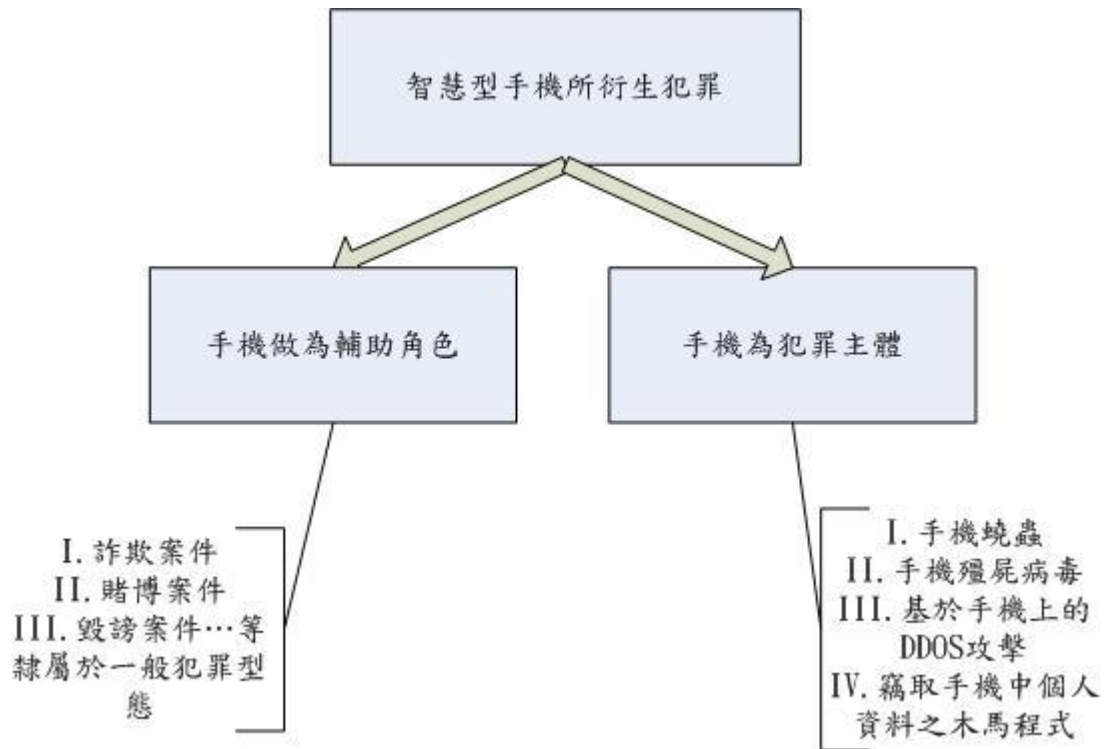 智慧型手機所衍生犯罪
手機做為輔助角色
手機為犯罪主體
I. 詐欺案件
II. 賭博案件
III. 毀謗案件…等
隸屬於一般犯罪型
態
I. 手機蟯蟲
II. 手機殭屍病毒
III. 基於手機上的
DDOS攻擊
IV. 竊取手機中個人
資料之木馬程式